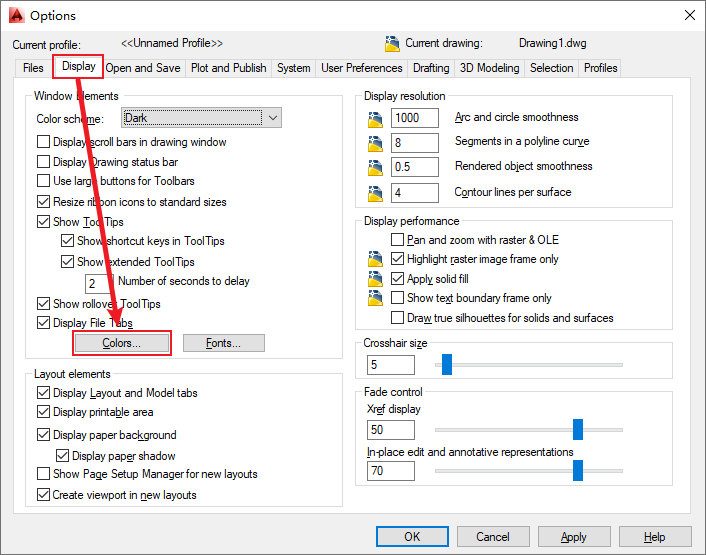 Options
Current profile: <<Unnamed Profile>> Current drawing: Drawing1.dwg
Files Display Open and Save Plot and Publish System User Preferences Drafting 3D Modeling Selection Profiles
Window Elements
Color scheme: Dark
Display scroll bars in drawing window
Display Drawing status bar
Use large buttons for Toolbars
Resize ribbon icons to standard sizes
Show ToolTips
Show shortcut keys in ToolTips
Show extended ToolTips
2 Number of seconds to delay
Show rollover ToolTips
Display File Tabs
Colors... Fonts...
Layout elements
Display Layout and Model tabs
Display printable area
Display paper background
Display paper shadow
Show Page Setup Manager for new layouts
Create viewport in new layouts
Display resolution
1000 Arc and circle smoothness
8 Segments in a polyline curve
0.5 Rendered object smoothness
4 Contour lines per surface
Display performance
Pan and zoom with raster & OLE
Highlight raster image frame only
Apply solid fill
Show text boundary frame only
Draw true silhouettes for solids and surfaces
Crosshair size
5
Fade control
Xref display
50
In-place edit and annotative representations
70
OK Cancel Apply Help